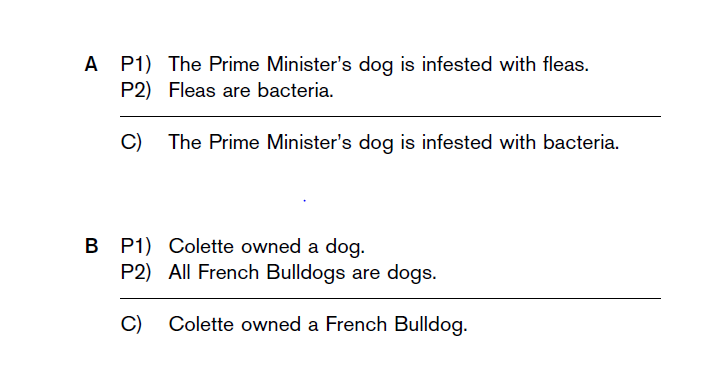 A P1) The Prime Minister's dog is infested with fleas.
P2) Fleas are bacteria.
C) The Prime Minister's dog is infested with bacteria.
B P1) Colette owned a dog.
P2) All French Bulldogs are dogs.
C) Colette owned a French Bulldog.